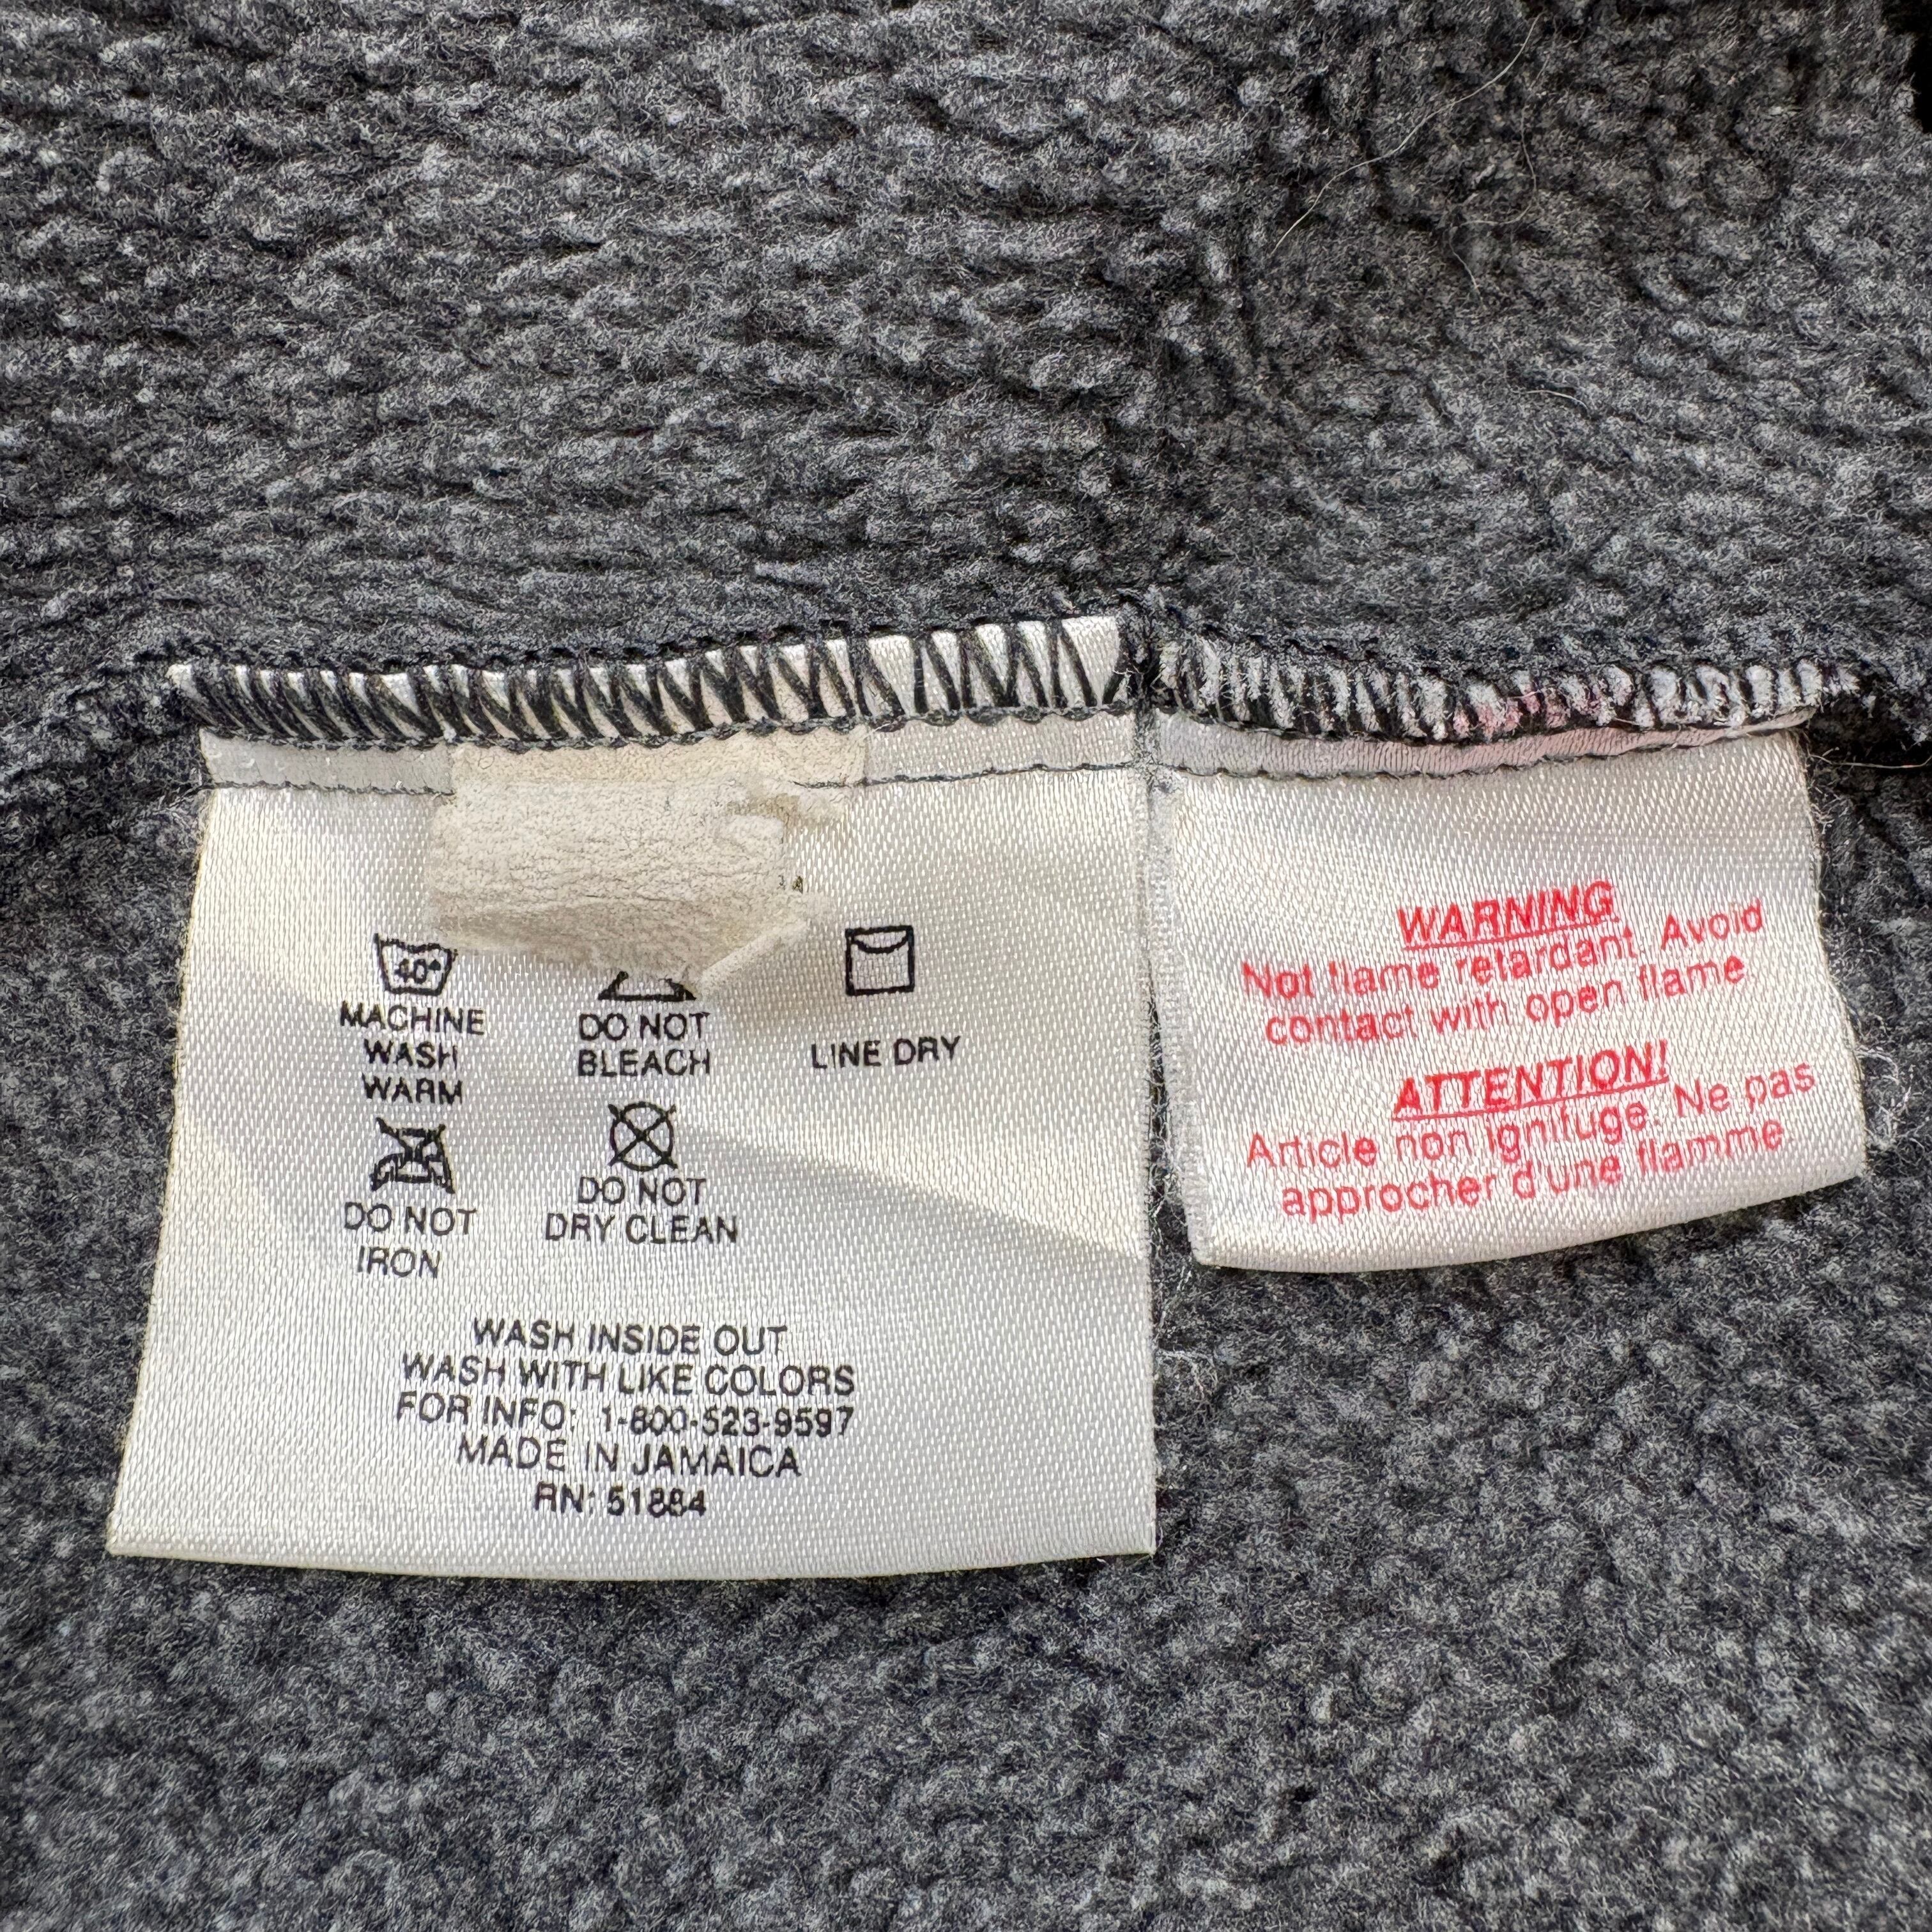 40°
MACHINE
WASH
WARM
DO NOT
BLEACH
LINE DRY
DO NOT
IRON
DO NOT
DRY CLEAN
WASH INSIDE OUT
WASH WITH LIKE COLORS
FOR INFO: 1-800-523-9597
MADE IN JAMAICA
RN: 51884
WARNING
Not flame retardant. Avoid
contact with open flame
ATTENTION!
Article non ignifuge. Ne pas
approcher d'une flamme.